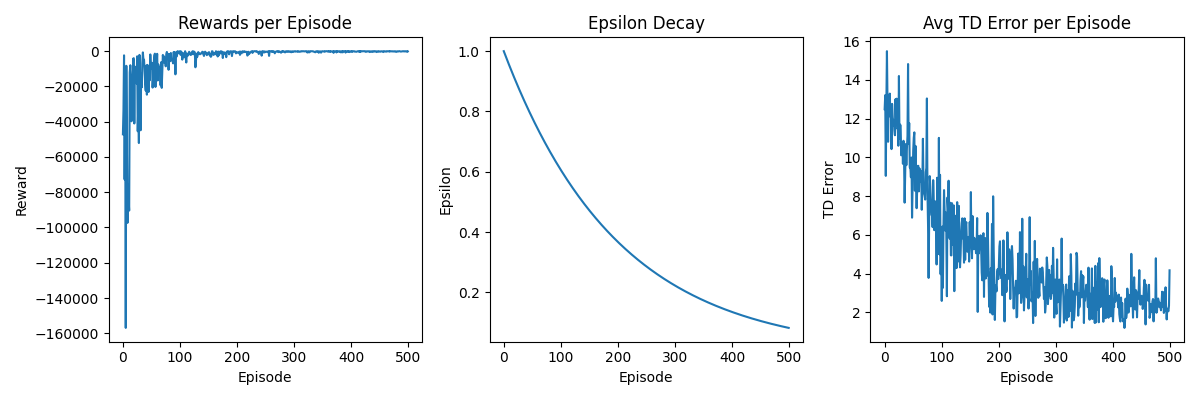 Rewards per Episode
Reward
0
−20000
−40000
−60000
−80000
−100000
−120000
−140000
−160000
0 100 200 300 400 500
Episode
Epsilon Decay
Epsilon
1.0
0.8
0.6
0.4
0.2
0 100 200 300 400 500
Episode
Avg TD Error per Episode
TD Error
16
14
12
10
8
6
4
2
0 100 200 300 400 500
Episode